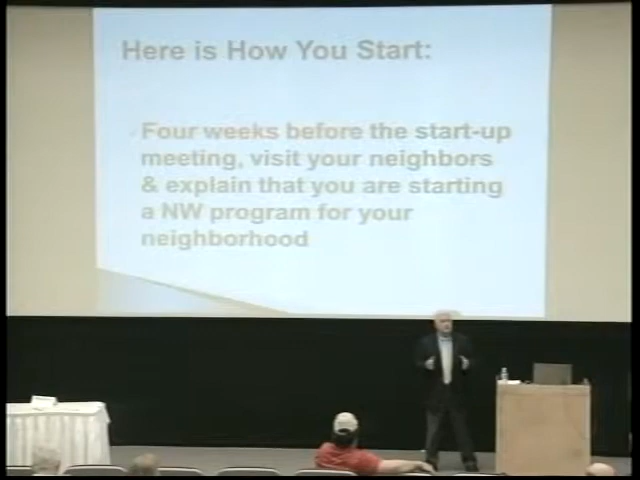 Here is How You Start:
Four weeks before the start-up
meeting, visit your neighbors
& explain that you are starting
a NW program for your
neighborhood